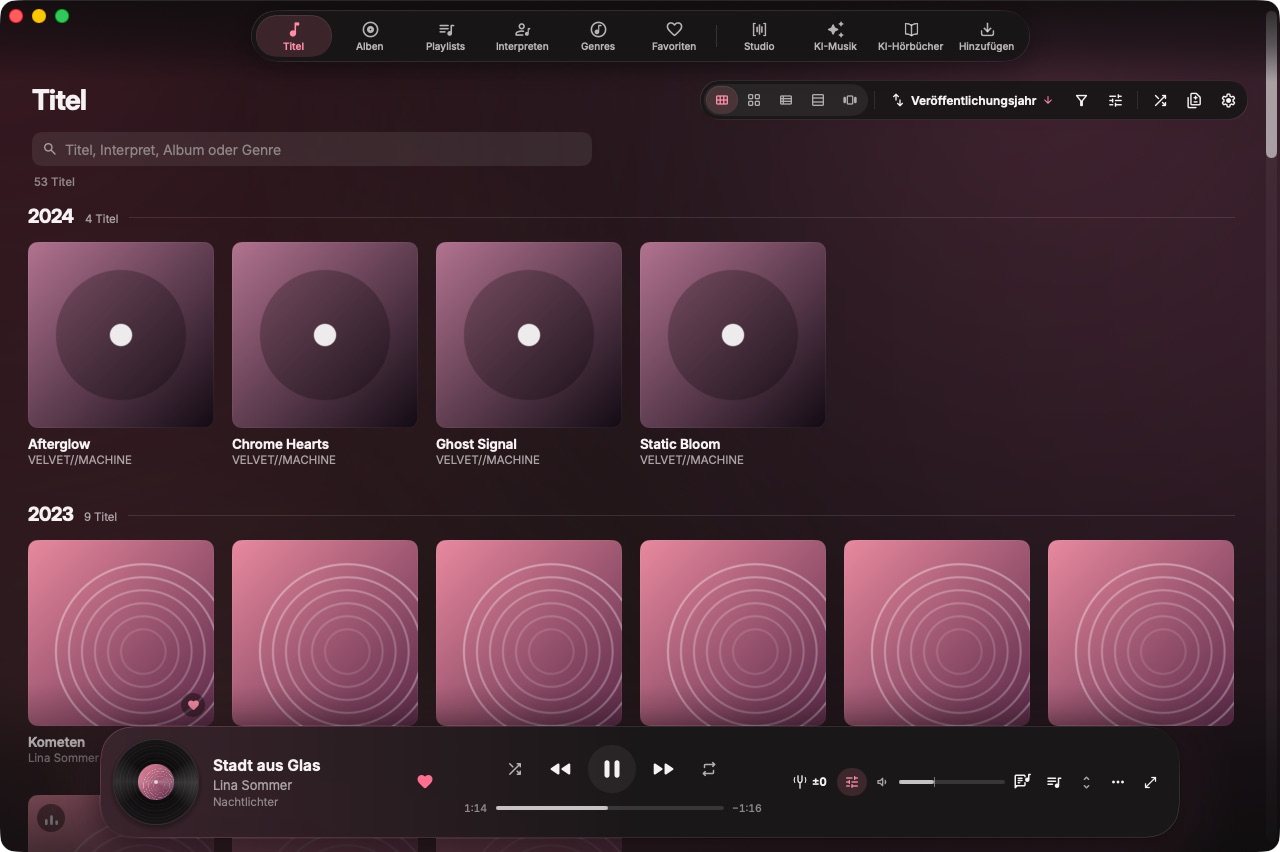 Titel
Alben
Playlists
Interpreten
Genres
Favoriten
Studio
KI-Musik
KI-Hörbücher
Hinzufügen
Titel
Veröffentlichungsjahr
Titel, Interpret, Album oder Genre
53 Titel
2024 4 Titel
Afterglow
VELVET//MACHINE
Chrome Hearts
VELVET//MACHINE
Ghost Signal
VELVET//MACHINE
Static Bloom
VELVET//MACHINE
2023 9 Titel
Kometen
Lina Sommer
Stadt aus Glas
Lina Sommer
Nachtlichter
1:14
−1:16
±0